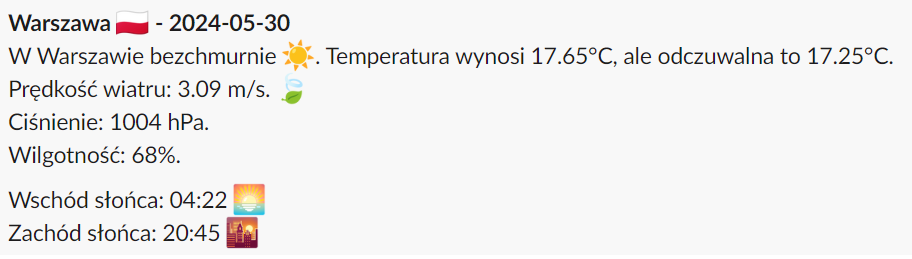 Warszawa 🇵🇱 - 2024-05-30
W Warszawie bezchmurnie ☀️. Temperatura wynosi 17.65°C, ale odczuwalna to 17.25°C.
Prędkość wiatru: 3.09 m/s. 🍃
Ciśnienie: 1004 hPa.
Wilgotność: 68%.
Wschód słońca: 04:22 🌅
Zachód słońca: 20:45 🌇